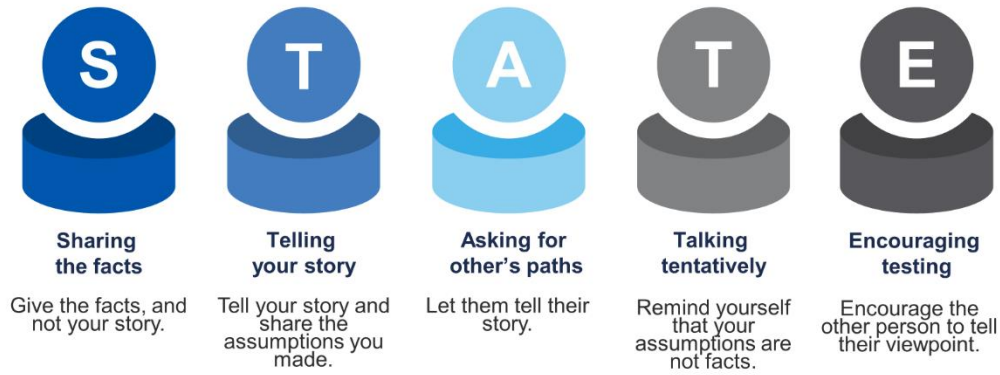 S
T
A
T
E
Sharing
the facts
Give the facts, and
not your story.
Telling
your story
Tell your story and
share the
assumptions you
made.
Asking for
other's paths
Let them tell their
story.
Talking
tentatively
Remind yourself
that your
assumptions are
not facts.
Encouraging
testing
Encourage the
other person to tell
their viewpoint.